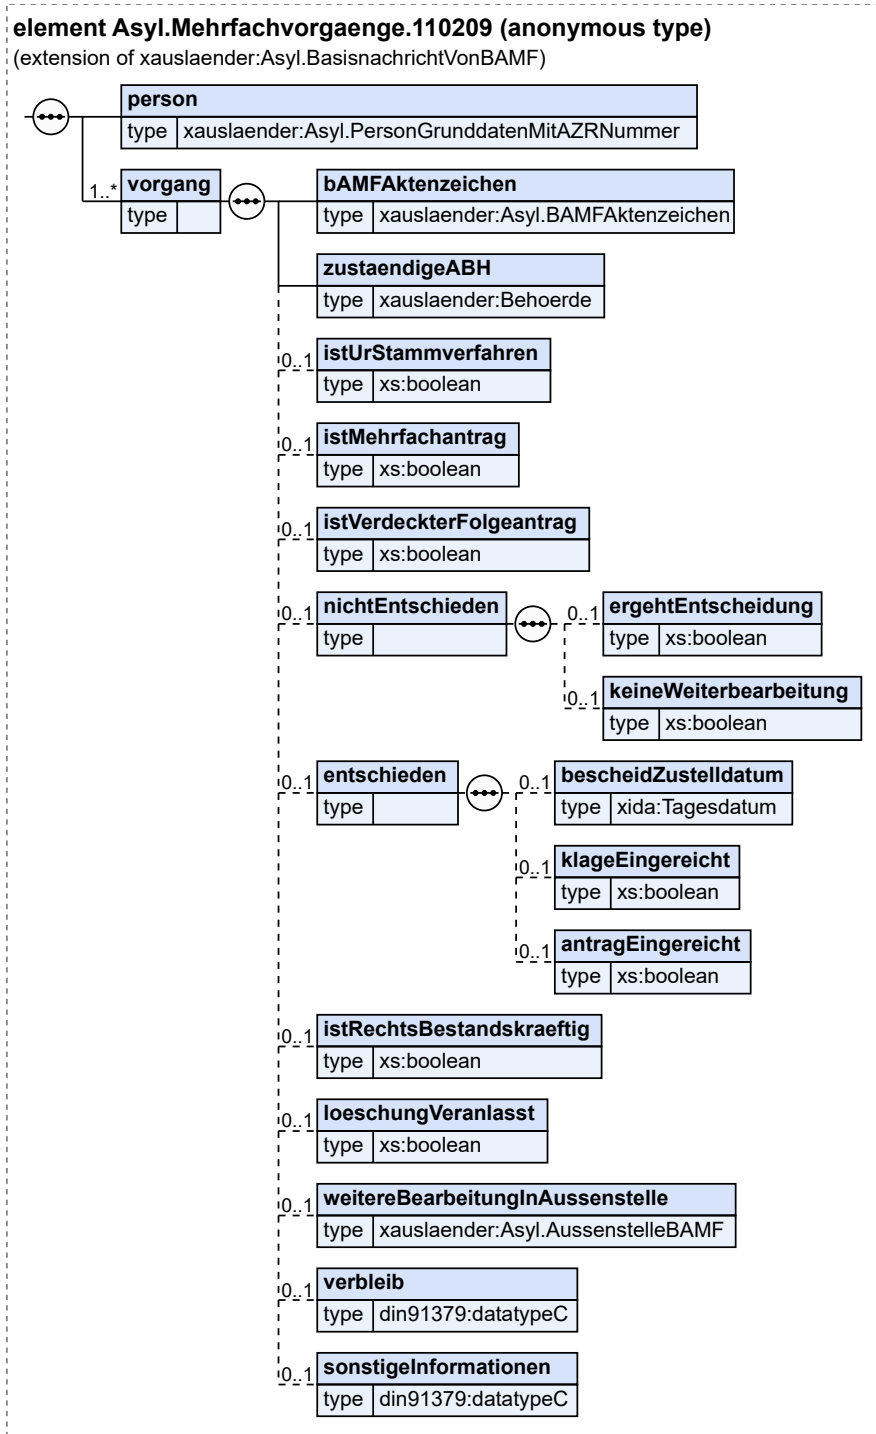 element Asyl.Mehrfachvorgaenge.110209 (anonymous type)
(extension of xauslaender:Asyl.BasisnachrichtVonBAMF)
person
type xauslaender:Asyl.PersonGrunddatenMitAZRNummer
1..* vorgang
type
bAMFAktenzeichen
type xauslaender:Asyl.BAMFAktenzeichen
zustaendigeABH
type xauslaender:Behoerde
0..1 istUrStammverfahren
type xs:boolean
0..1 istMehrfachantrag
type xs:boolean
0..1 istVerdeckterFolgeantrag
type xs:boolean
0..1 nichtEntschieden
type
0..1 ergehtEntscheidung
type xs:boolean
0..1 keineWeiterbearbeitung
type xs:boolean
0..1 entschieden
type
0..1 bescheidZustelldatum
type xida:Tagesdatum
0..1 klageEingereicht
type xs:boolean
0..1 antragEingereicht
type xs:boolean
0..1 istRechtsBestandskraeftig
type xs:boolean
0..1 loeschungVeranlasst
type xs:boolean
0..1 weitereBearbeitungInAussenstelle
type xauslaender:Asyl.AussenstelleBAMF
0..1 verbleib
type din91379:datatypeC
0..1 sonstigeInformationen
type din91379:datatypeC